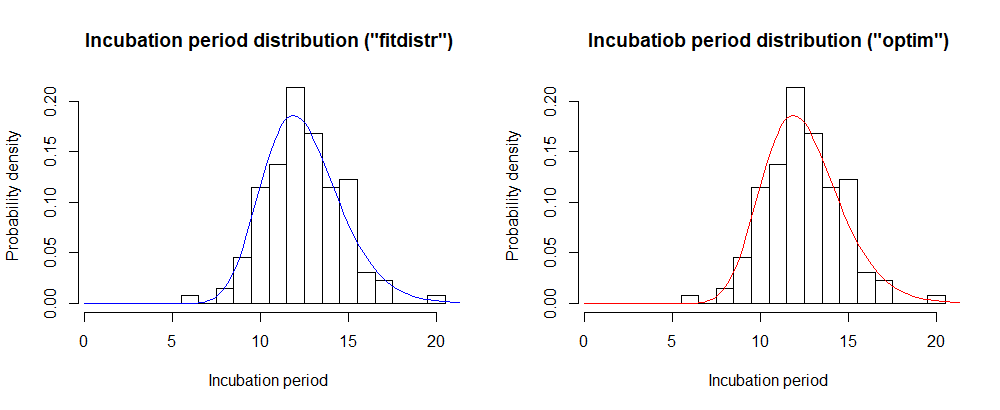 Incubation period distribution ("fitdistr")
Probability density
0.00 0.05 0.10 0.15 0.20
0 5 10 15 20
Incubation period
Incubatiob period distribution ("optim")
Probability density
0.00 0.05 0.10 0.15 0.20
0 5 10 15 20
Incubation period